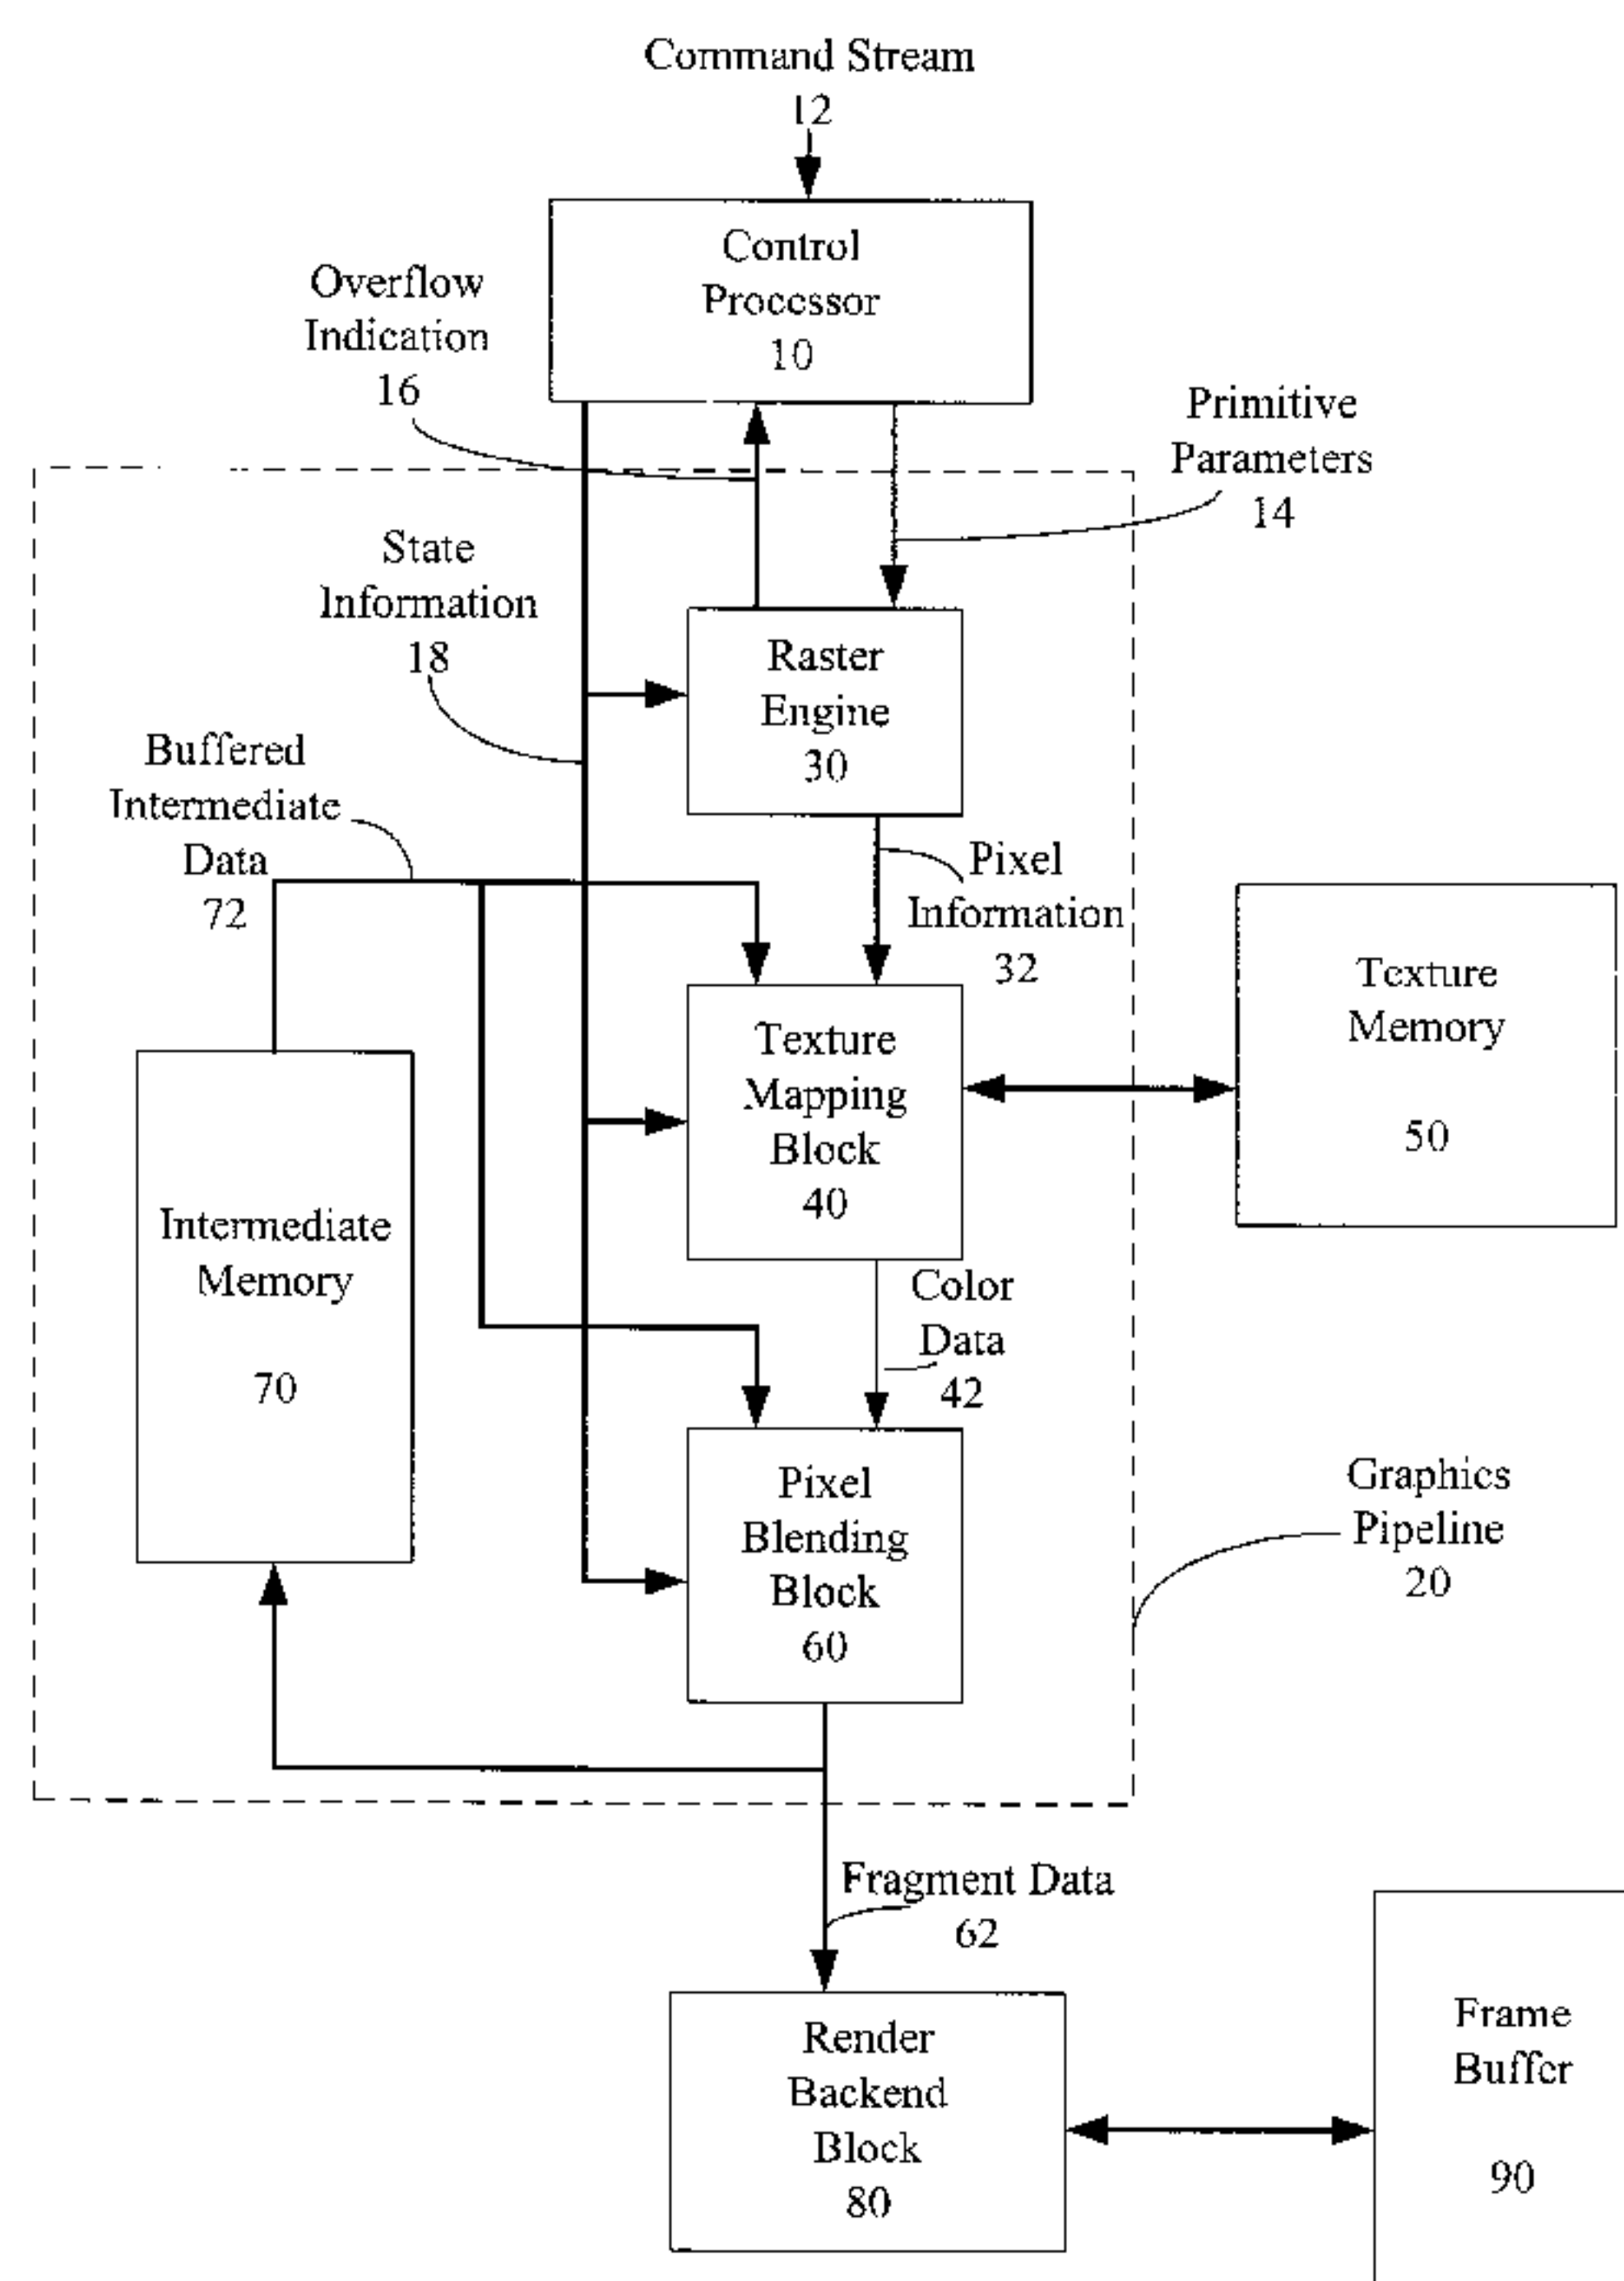 Command Stream
12
Control
Processor
10
Overflow
Indication
16
Primitive
Parameters
14
State
Information
18
Raster
Engine
30
Buffered
Intermediate
Data
72
Pixel
Information
32
Texture
Memory
50
Texture
Mapping
Block
40
Intermediate
Memory
70
Color
Data
42
Pixel
Blending
Block
60
Graphics
Pipeline
20
Fragment Data
62
Render
Backend
Block
80
Frame
Buffer
90